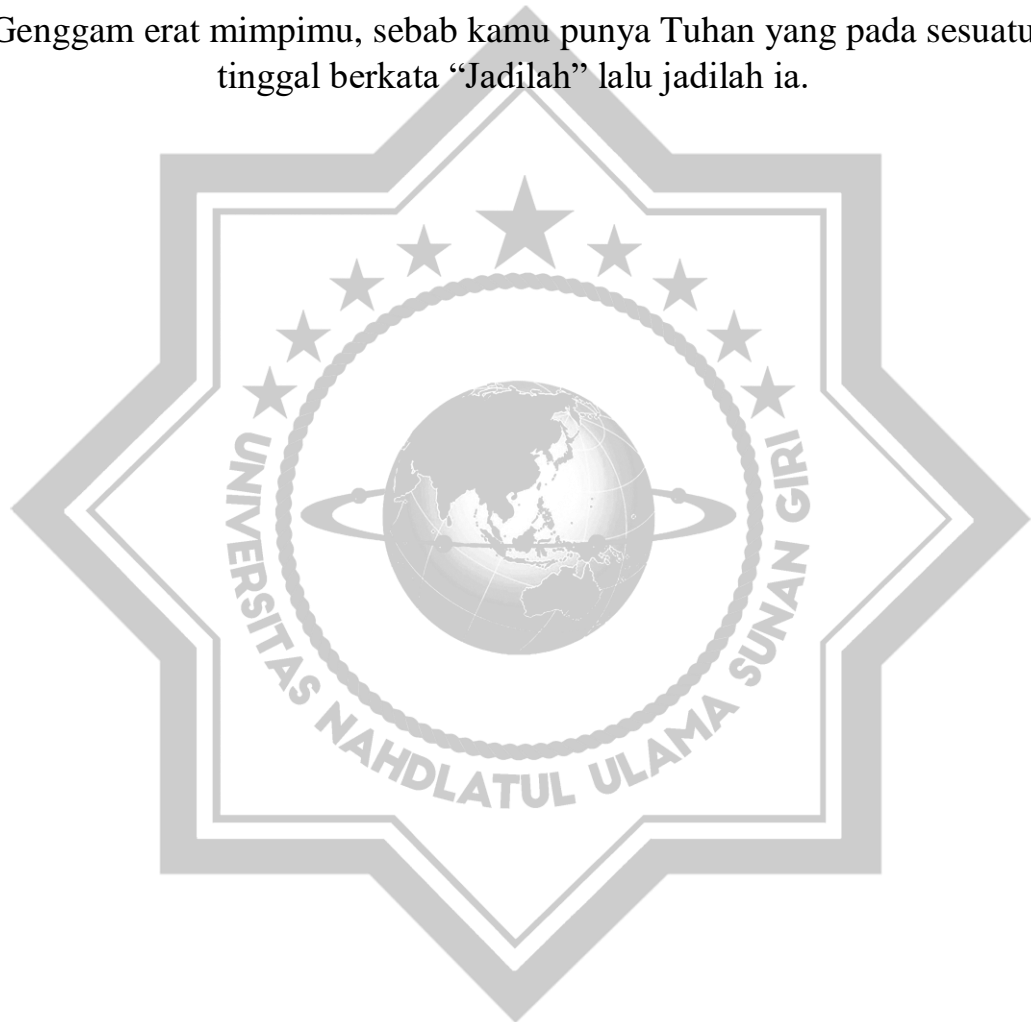 Genggam erat mimpimu, sebab kamu punya Tuhan yang pada sesuatu
tinggal berkata “Jadilah” lalu jadilah ia.
UNIVERSITAS NAHDLATUL ULAMA SUNAN GIRI